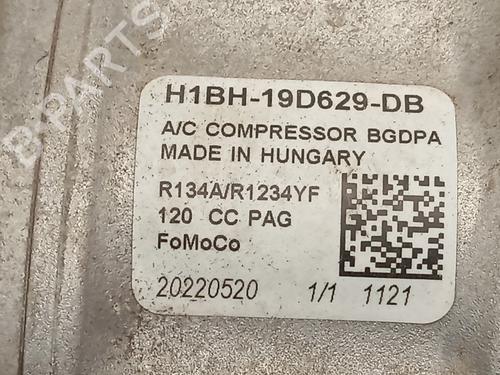 B-PARTS
H1BH-19D629-DB
A/C COMPRESSOR BGDPA
MADE IN HUNGARY
R134A/R1234YF
120 CC PAG
FoMoCo
20220520 1/1 1121